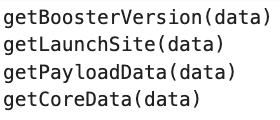 getBoosterVersion(data)
getLaunchSite(data)
getPayloadData(data)
getCoreData(data)